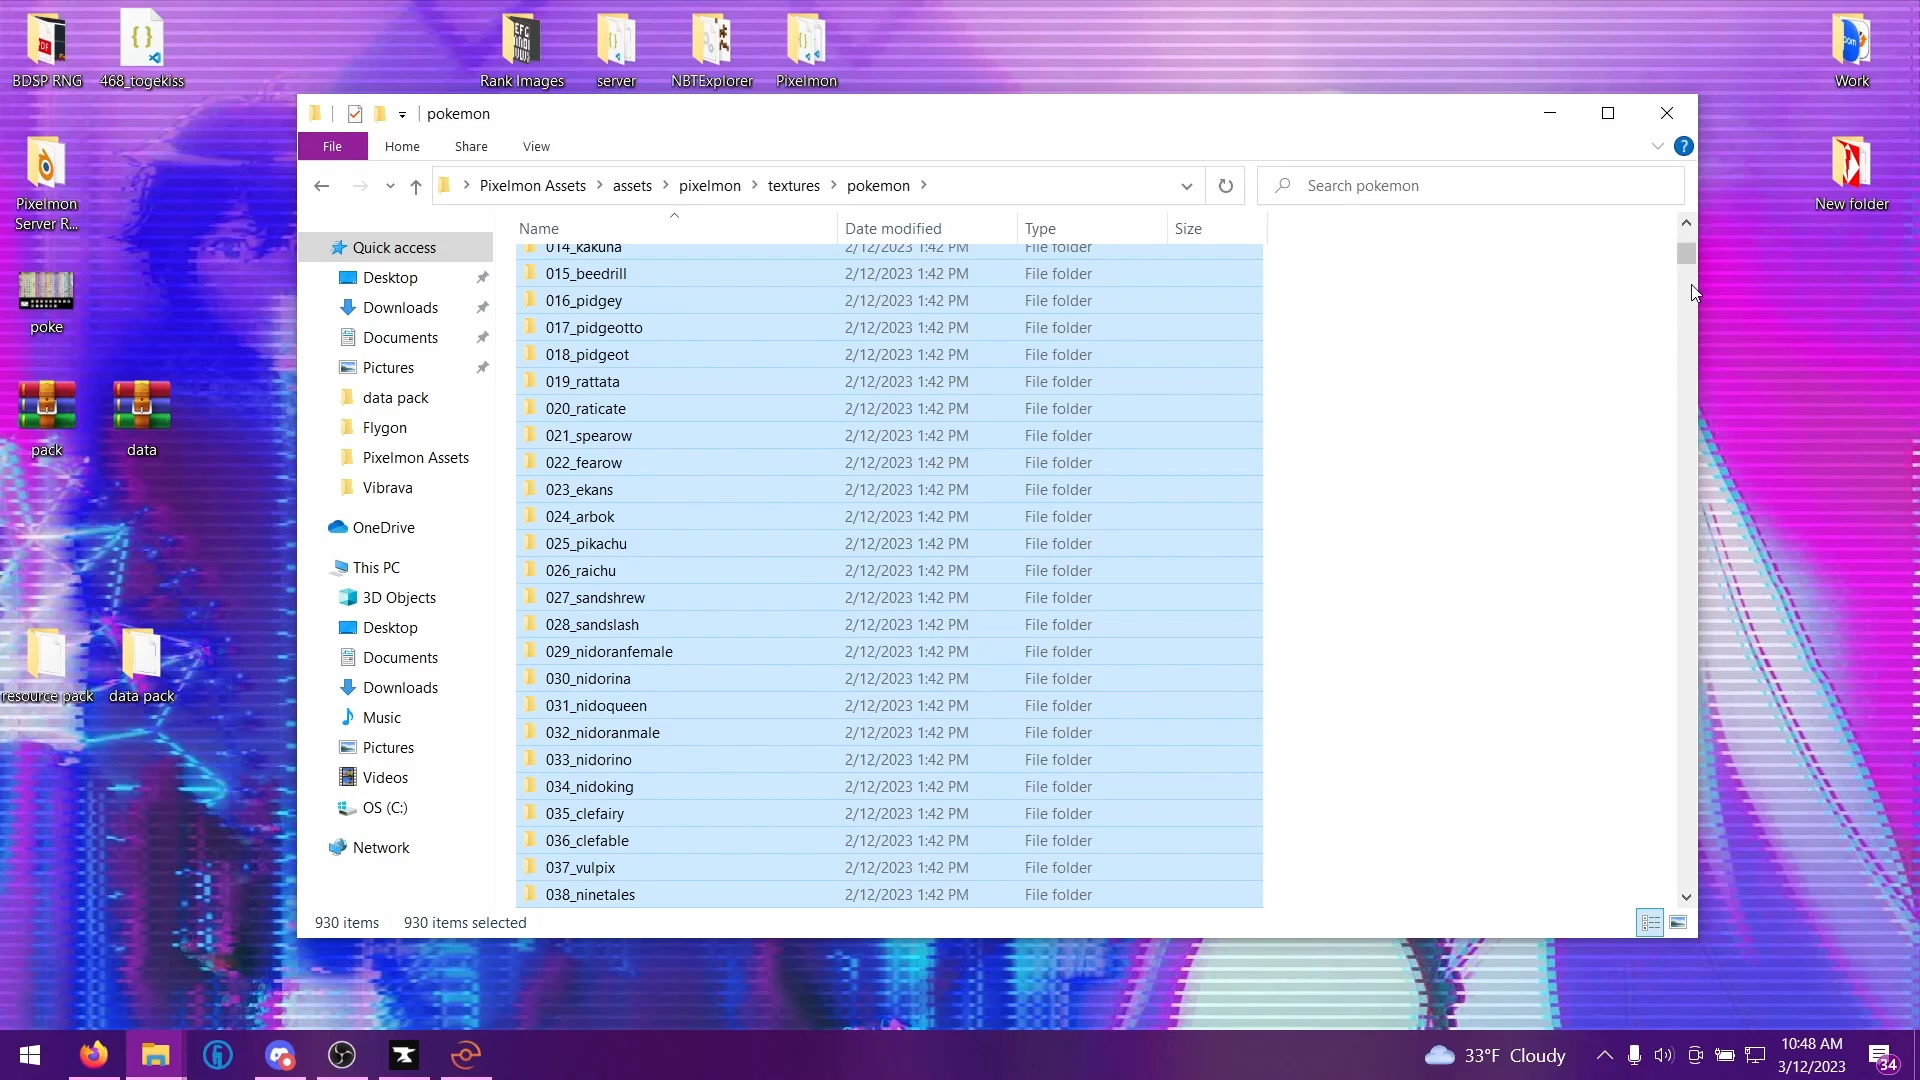 BDSP RNG
468_togekiss
Rank Images
server
NBTExplorer
Pixelmon
Work
pokemon
File
Home
Share
View
Pixelmon Assets
assets
pixelmon
textures
pokemon
Search pokemon
Pixelmon
Server R...
New folder
Name
Date modified
Type
Size
Quick access
Desktop
Downloads
Documents
Pictures
data pack
Flygon
Pixelmon Assets
Vibrava
OneDrive
This PC
3D Objects
Desktop
Documents
Downloads
Music
Pictures
Videos
OS (C:)
Network
014_kakuna 2/12/2023 1:42 PM File folder
015_beedrill 2/12/2023 1:42 PM File folder
016_pidgey 2/12/2023 1:42 PM File folder
017_pidgeotto 2/12/2023 1:42 PM File folder
018_pidgeot 2/12/2023 1:42 PM File folder
019_rattata 2/12/2023 1:42 PM File folder
020_raticate 2/12/2023 1:42 PM File folder
021_spearow 2/12/2023 1:42 PM File folder
022_fearow 2/12/2023 1:42 PM File folder
023_ekans 2/12/2023 1:42 PM File folder
024_arbok 2/12/2023 1:42 PM File folder
025_pikachu 2/12/2023 1:42 PM File folder
026_raichu 2/12/2023 1:42 PM File folder
027_sandshrew 2/12/2023 1:42 PM File folder
028_sandslash 2/12/2023 1:42 PM File folder
029_nidoranfemale 2/12/2023 1:42 PM File folder
030_nidorina 2/12/2023 1:42 PM File folder
031_nidoqueen 2/12/2023 1:42 PM File folder
032_nidoranmale 2/12/2023 1:42 PM File folder
033_nidorino 2/12/2023 1:42 PM File folder
034_nidoking 2/12/2023 1:42 PM File folder
035_clefairy 2/12/2023 1:42 PM File folder
036_clefable 2/12/2023 1:42 PM File folder
037_vulpix 2/12/2023 1:42 PM File folder
038_ninetales 2/12/2023 1:42 PM File folder
930 items
930 items selected
poke
pack
data
resource pack
data pack
33°F Cloudy
10:48 AM
3/12/2023
34